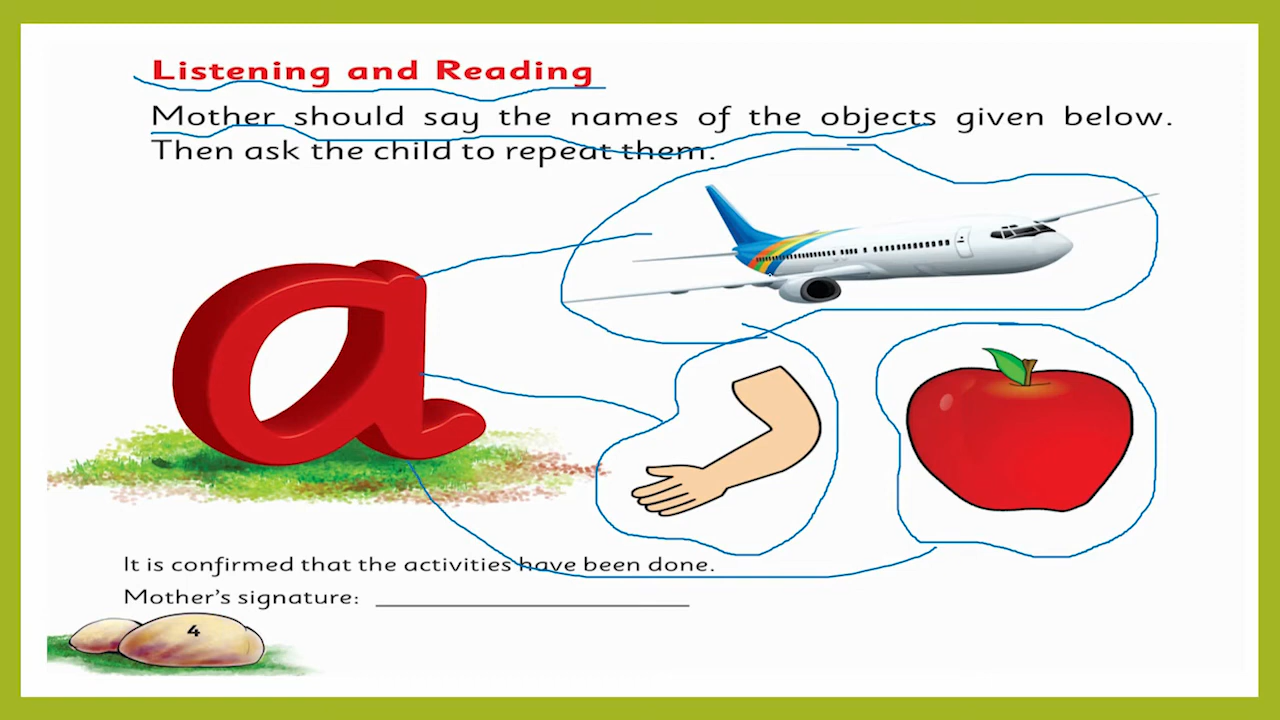 Listening and Reading
Mother should say the names of the objects given below.
Then ask the child to repeat them.
a
It is confirmed that the activities have been done.
Mother's signature:
4